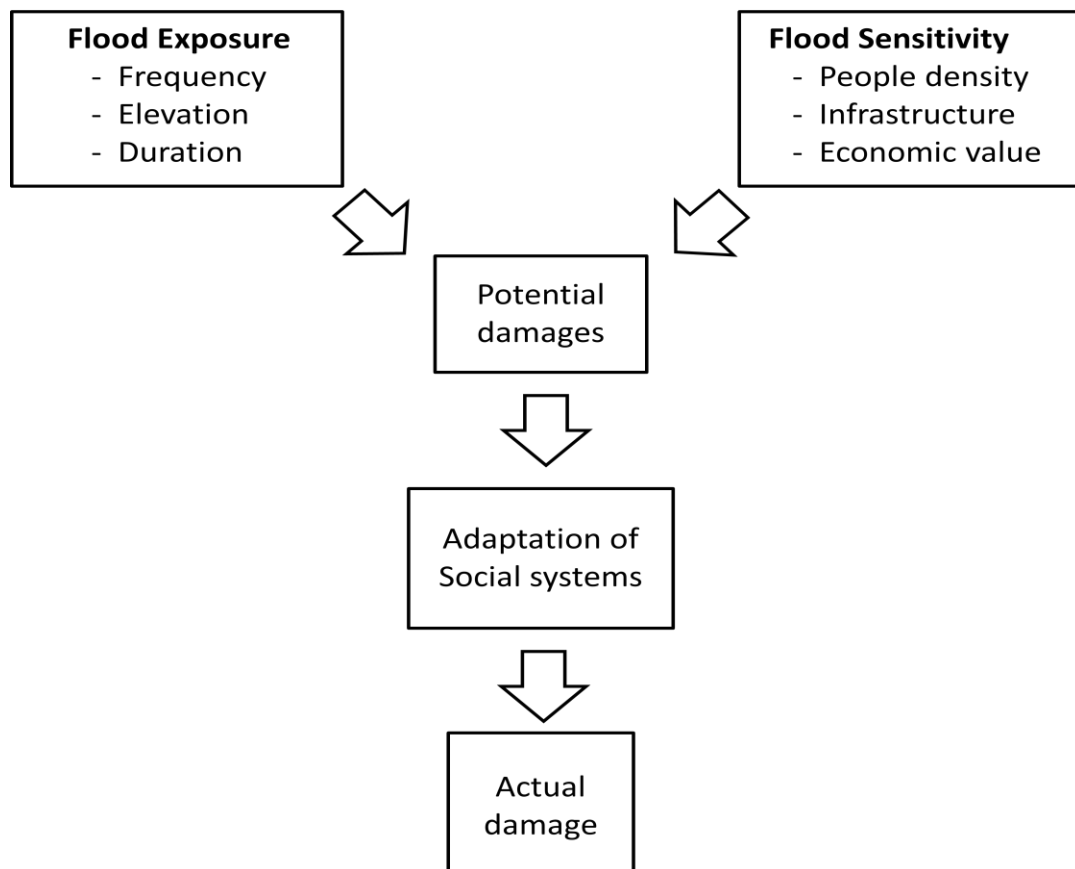 Flood Exposure
- Frequency
- Elevation
- Duration
Flood Sensitivity
- People density
- Infrastructure
- Economic value
Potential
damages
Adaptation of
Social systems
Actual
damage